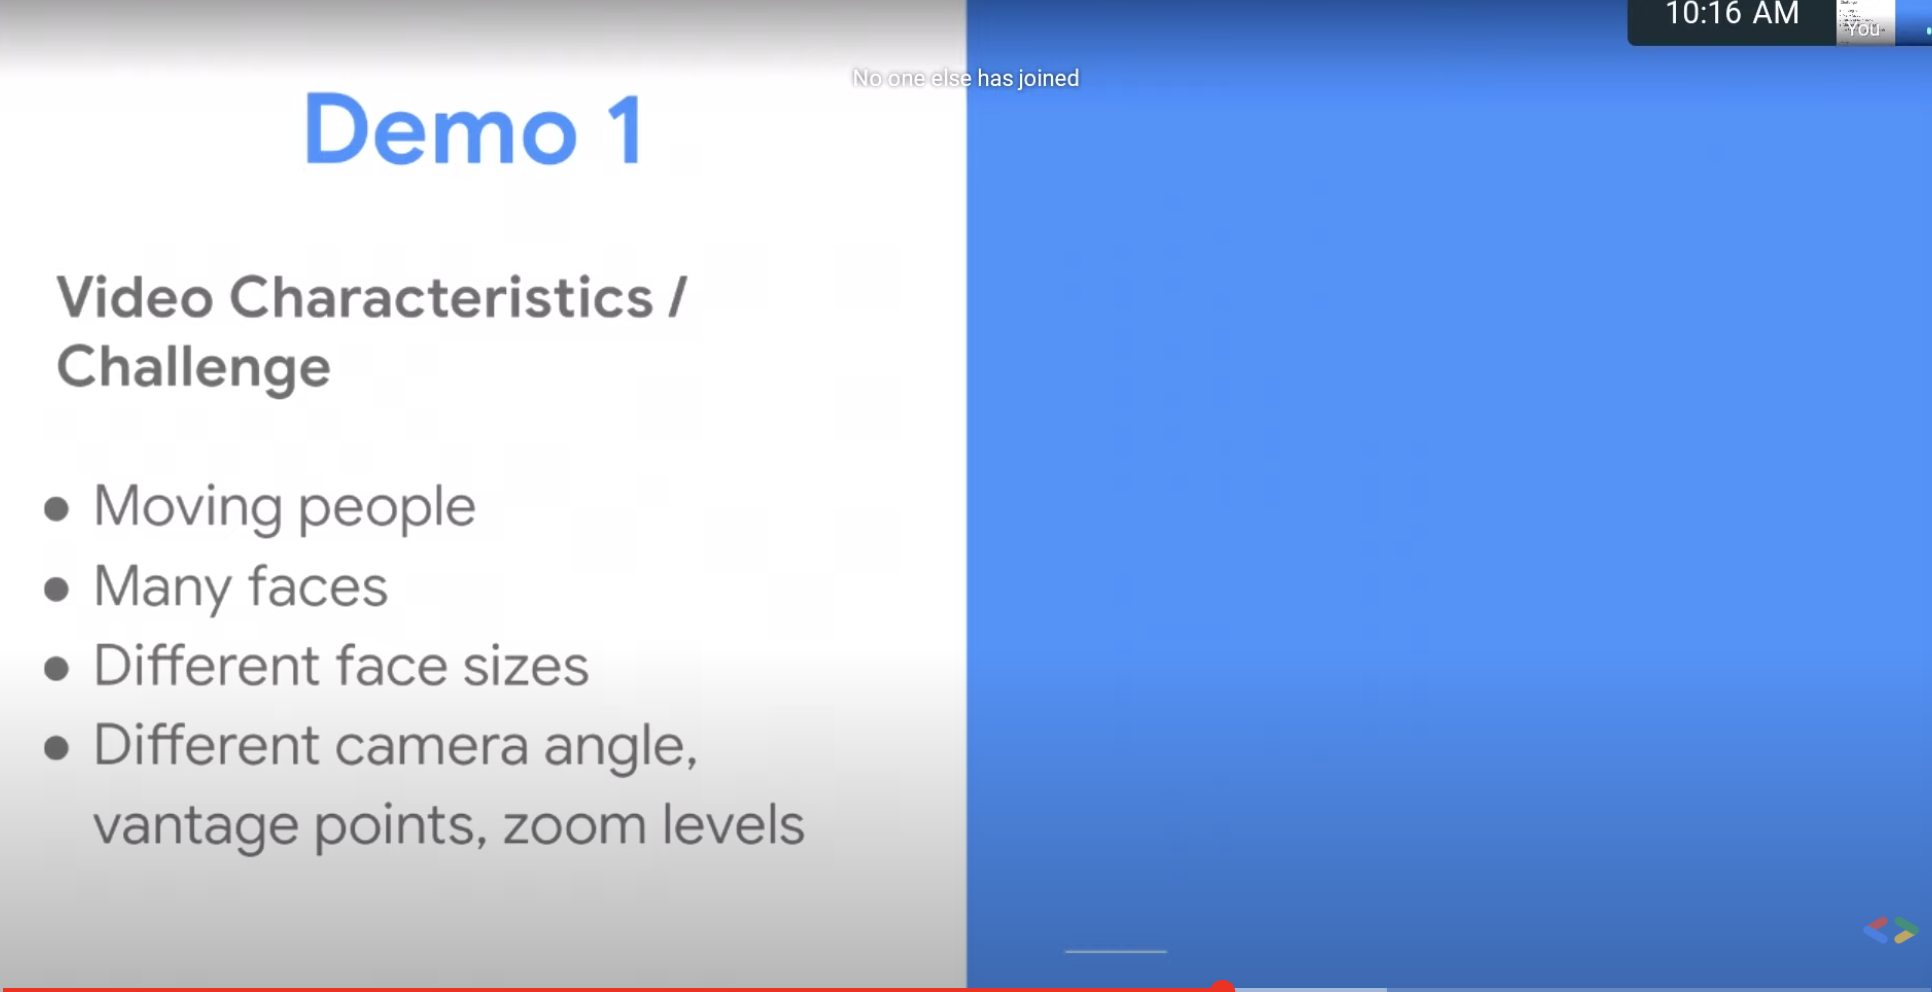 10:16 AM
You
No one else has joined
Demo 1
Video Characteristics /
Challenge
● Moving people
● Many faces
● Different face sizes
● Different camera angle,
vantage points, zoom levels